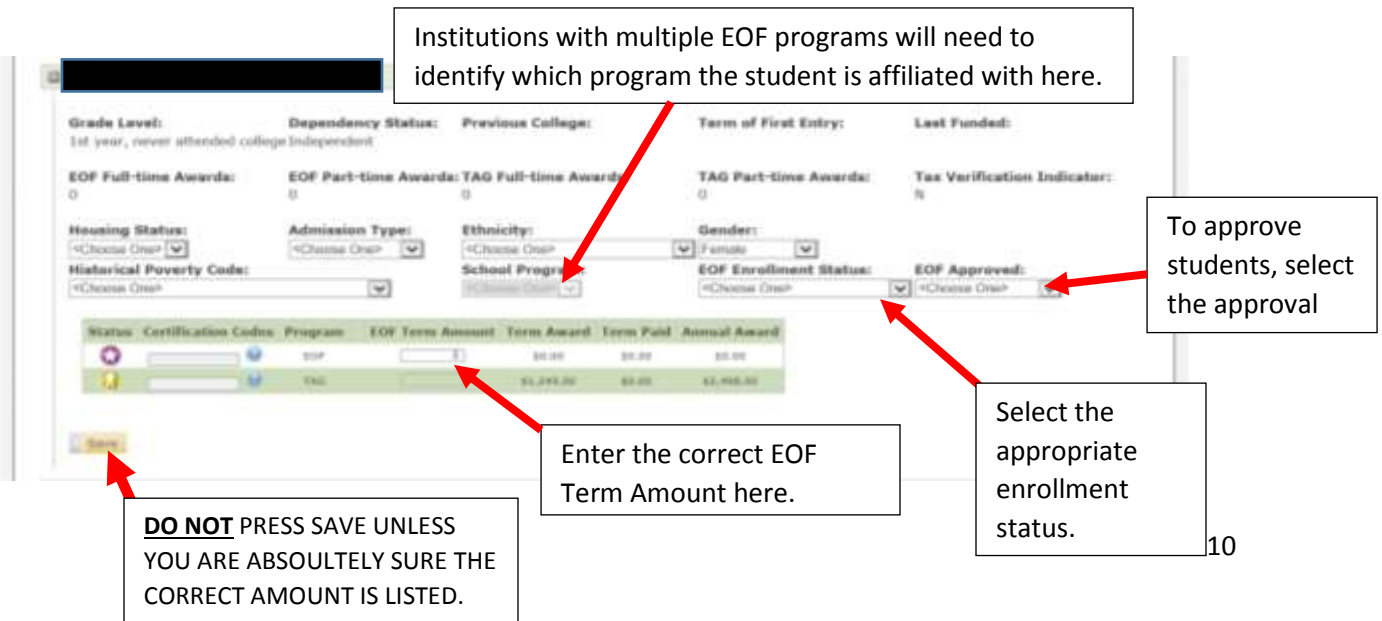 Institutions with multiple EOF programs will need to
identify which program the student is affiliated with here.
Grade Level: Dependency Status: Previous College: Term of First Entry: Last Funded:
1st year, never attended college Independent
EOF Full-time Awards: EOF Part-time Awards: TAG Full-time Awards TAG Part-time Awards: Tax Verification Indicator:
0 0 0 0 N
Housing Status: Admission Type: Ethnicity: Gender:
<Choose One> <Choose One> <Choose One> Female
Historical Poverty Code: School Program: EOF Enrollment Status: EOF Approved:
<Choose One> <Choose One> <Choose One> <Choose One>
Status Certification Codes Program EOF Term Amount Term Award Term Paid Annual Award
EOF $0.00 $0.00 $0.00
TAG $0.00
Save
To approve
students, select
the approval
Select the
appropriate
enrollment
status.
Enter the correct EOF
Term Amount here.
DO NOT PRESS SAVE UNLESS
YOU ARE ABSOULTELY SURE THE
CORRECT AMOUNT IS LISTED.
10